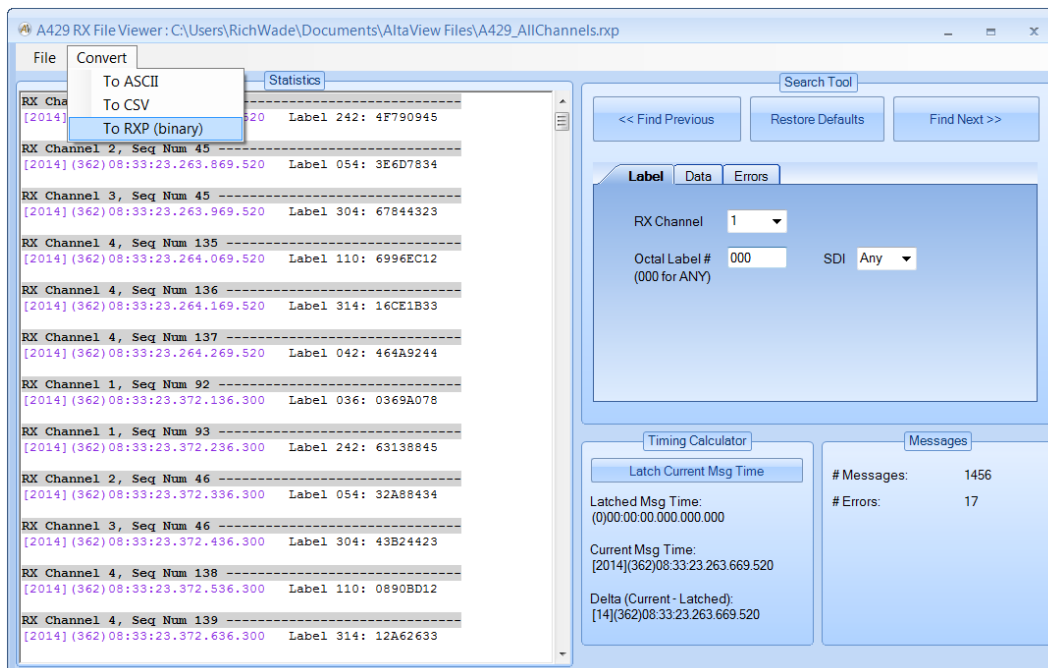 A429 RX File Viewer : C:\Users\RichWade\Documents\AltaView Files\A429_AllChannels.rxp
File Convert
To ASCII
To CSV
To RXP (binary)
Statistics
RX Cha
[2014] 520 Label 242: 4F790945
RX Channel 2, Seq Num 45 -------------------------------
[2014](362)08:33:23.263.869.520 Label 054: 3E6D7834
RX Channel 3, Seq Num 45 -------------------------------
[2014](362)08:33:23.263.969.520 Label 304: 67844323
RX Channel 4, Seq Num 135 ------------------------------
[2014](362)08:33:23.264.069.520 Label 110: 6996EC12
RX Channel 4, Seq Num 136 ------------------------------
[2014](362)08:33:23.264.169.520 Label 314: 16CE1B33
RX Channel 4, Seq Num 137 ------------------------------
[2014](362)08:33:23.264.269.520 Label 042: 464A9244
RX Channel 1, Seq Num 92 -------------------------------
[2014](362)08:33:23.372.136.300 Label 036: 0369A078
RX Channel 1, Seq Num 93 -------------------------------
[2014](362)08:33:23.372.236.300 Label 242: 63138845
RX Channel 2, Seq Num 46 -------------------------------
[2014](362)08:33:23.372.336.300 Label 054: 32A88434
RX Channel 3, Seq Num 46 -------------------------------
[2014](362)08:33:23.372.436.300 Label 304: 43B24423
RX Channel 4, Seq Num 138 ------------------------------
[2014](362)08:33:23.372.536.300 Label 110: 0890BD12
RX Channel 4, Seq Num 139 ------------------------------
[2014](362)08:33:23.372.636.300 Label 314: 12A62633
Search Tool
<< Find Previous Restore Defaults Find Next >>
Label Data Errors
RX Channel 1
Octal Label # 000 SDI Any
(000 for ANY)
Timing Calculator
Latch Current Msg Time
Latched Msg Time:
(0)00:00:00.000.000.000
Current Msg Time:
[2014](362)08:33:23.263.669.520
Delta (Current - Latched):
[14](362)08:33:23.263.669.520
Messages
# Messages: 1456
# Errors: 17